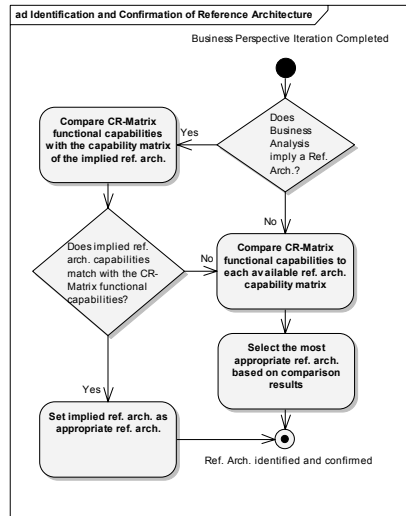 ad Identification and Confirmation of Reference Architecture
Business Perspective Iteration Completed
Does
Business
Analysis
imply a Ref.
Arch.?
Yes
Compare CR-Matrix
functional capabilities
with the capability matrix
of the implied ref. arch.
No
Does implied ref.
arch. capabilities
match with the CR-
Matrix functional
capabilities?
No
Compare CR-Matrix
functional capabilities to
each available ref. arch.
capability matrix
Select the most
appropriate ref. arch.
based on comparison
results
Yes
Set implied ref. arch. as
appropriate ref. arch.
Ref. Arch. identified and confirmed